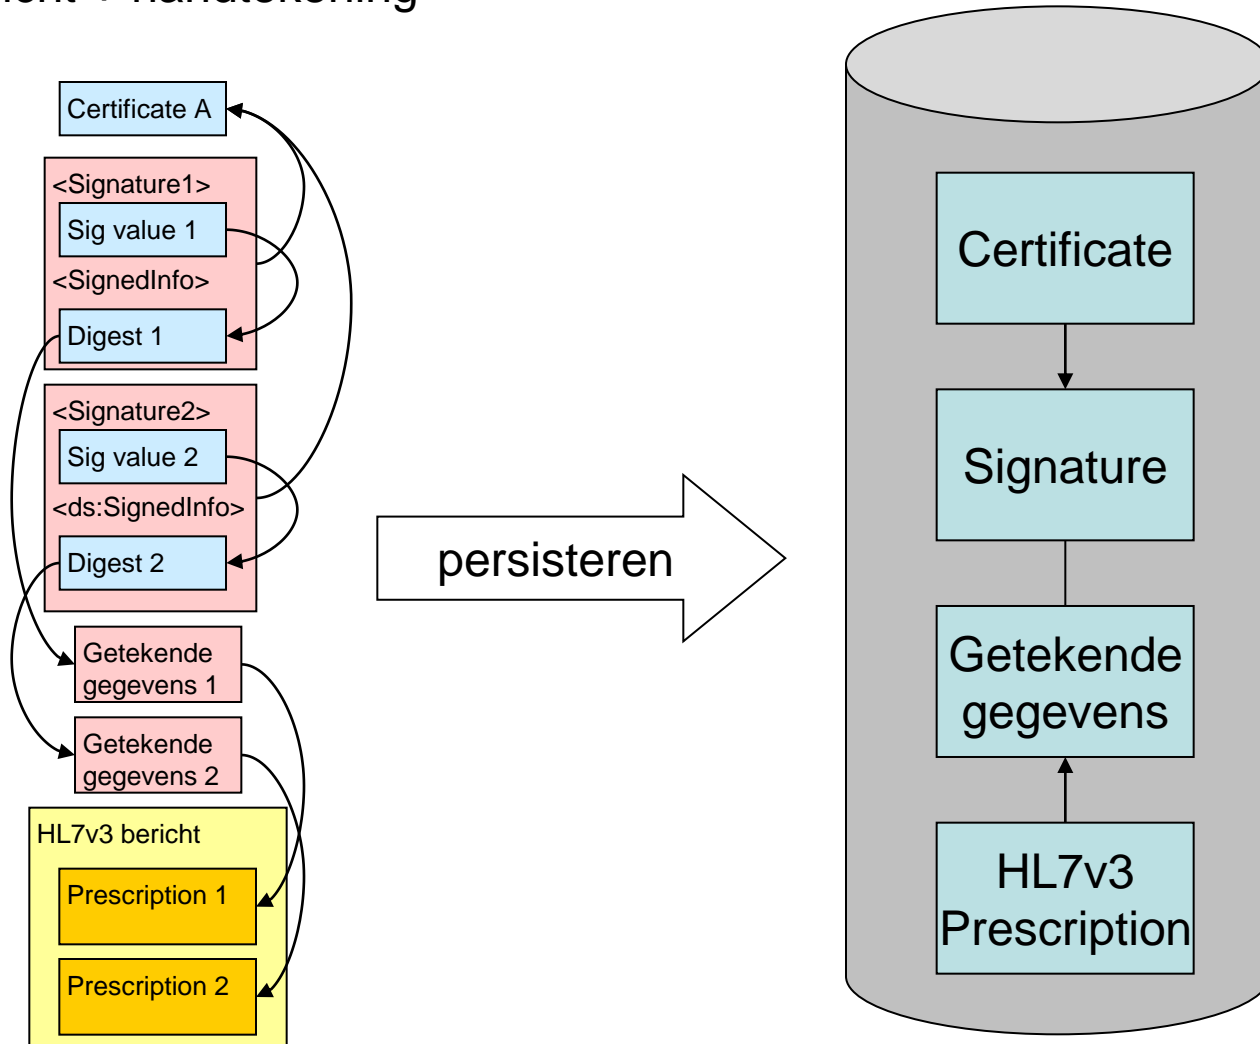 handtekening
Certificate A
<Signature1>
Sig value 1
<SignedInfo>
Digest 1
<Signature2>
Sig value 2
<ds:SignedInfo>
Digest 2
Getekende
gegevens 1
Getekende
gegevens 2
HL7v3 bericht
Prescription 1
Prescription 2
persisteren
Certificate
Signature
Getekende
gegevens
HL7v3
Prescription